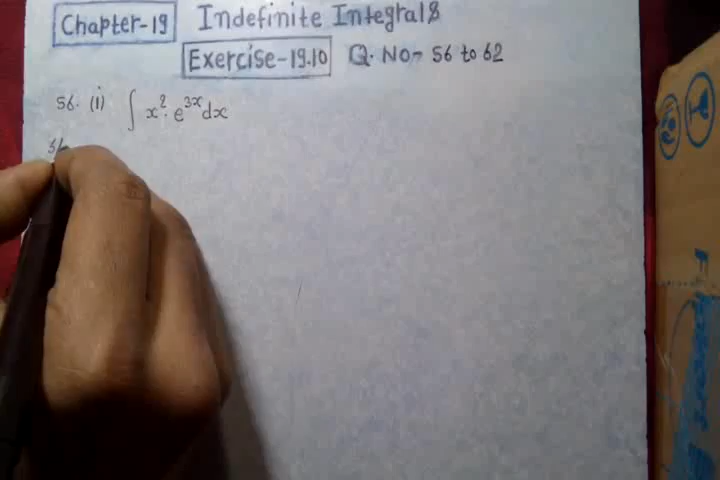 Chapter-19 Indefinite Integrals
Exercise-19.10 Q. NO- 56 to 62
56. (i) ∫ x². e^{3x} dx